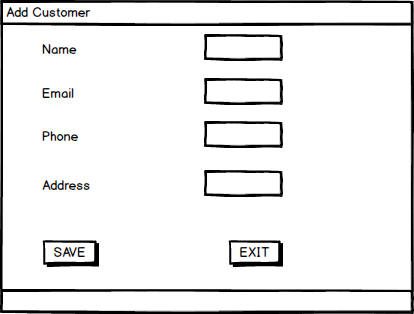 Add Customer
Name
Email
Phone
Address
SAVE EXIT